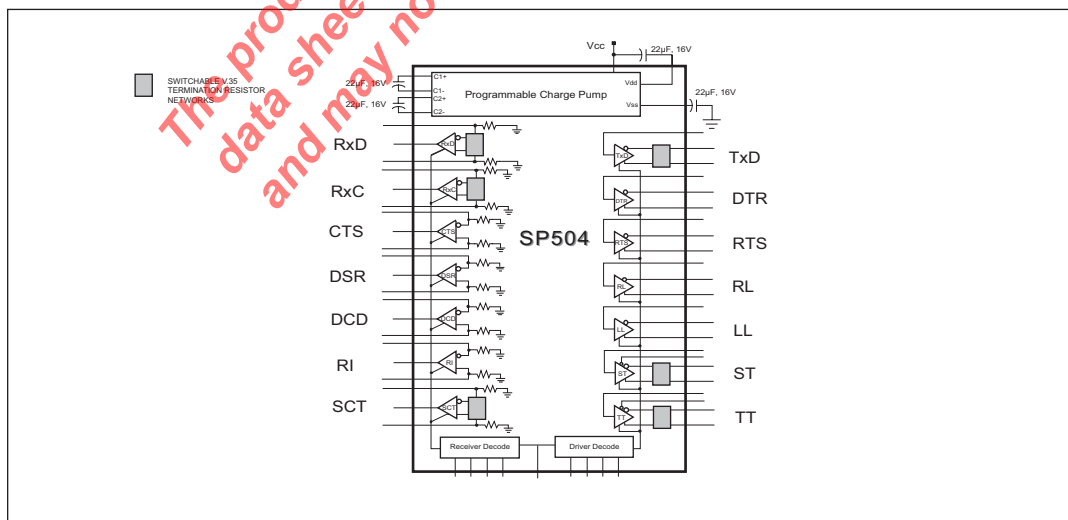 The prod
data shee
and may no
Vcc
22µF, 16V
SWITCHABLE V.35
TERMINATION RESISTOR
NETWORKS
22µF, 16V
22µF, 16V
C1+
C1-
C2+
C2-
Programmable Charge Pump
Vdd
Vss
22µF, 16V
RxD
RxD
TxD
TxD
RxC
RxC
DTR
DTR
CTS
CTS
SP504
RTS
RTS
DSR
DSR
RL
RL
DCD
DCD
LL
LL
RI
RI
ST
ST
SCT
SCT
TT
TT
Receiver Decode
Driver Decode